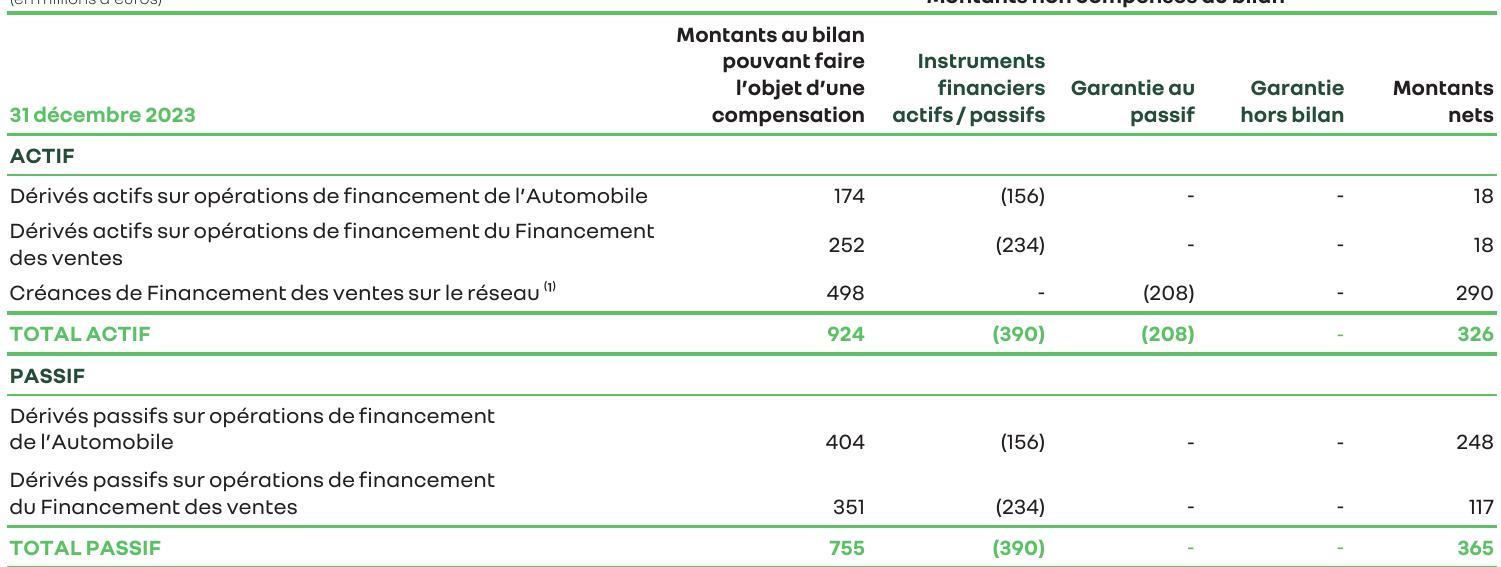 (en millions d'euros) Montants non compensés au bilan
Montants au bilan
pouvant faire
l'objet d'une
compensation
Instruments
financiers
actifs / passifs
Garantie au
passif
Garantie
hors bilan
Montants
nets
31 décembre 2023
ACTIF
Dérivés actifs sur opérations de financement de l'Automobile 174 (156) - - 18
Dérivés actifs sur opérations de financement du Financement
des ventes 252 (234) - - 18
Créances de Financement des ventes sur le réseau (1) 498 - (208) - 290
TOTAL ACTIF 924 (390) (208) - 326
PASSIF
Dérivés passifs sur opérations de financement
de l'Automobile 404 (156) - - 248
Dérivés passifs sur opérations de financement
du Financement des ventes 351 (234) - - 117
TOTAL PASSIF 755 (390) - - 365